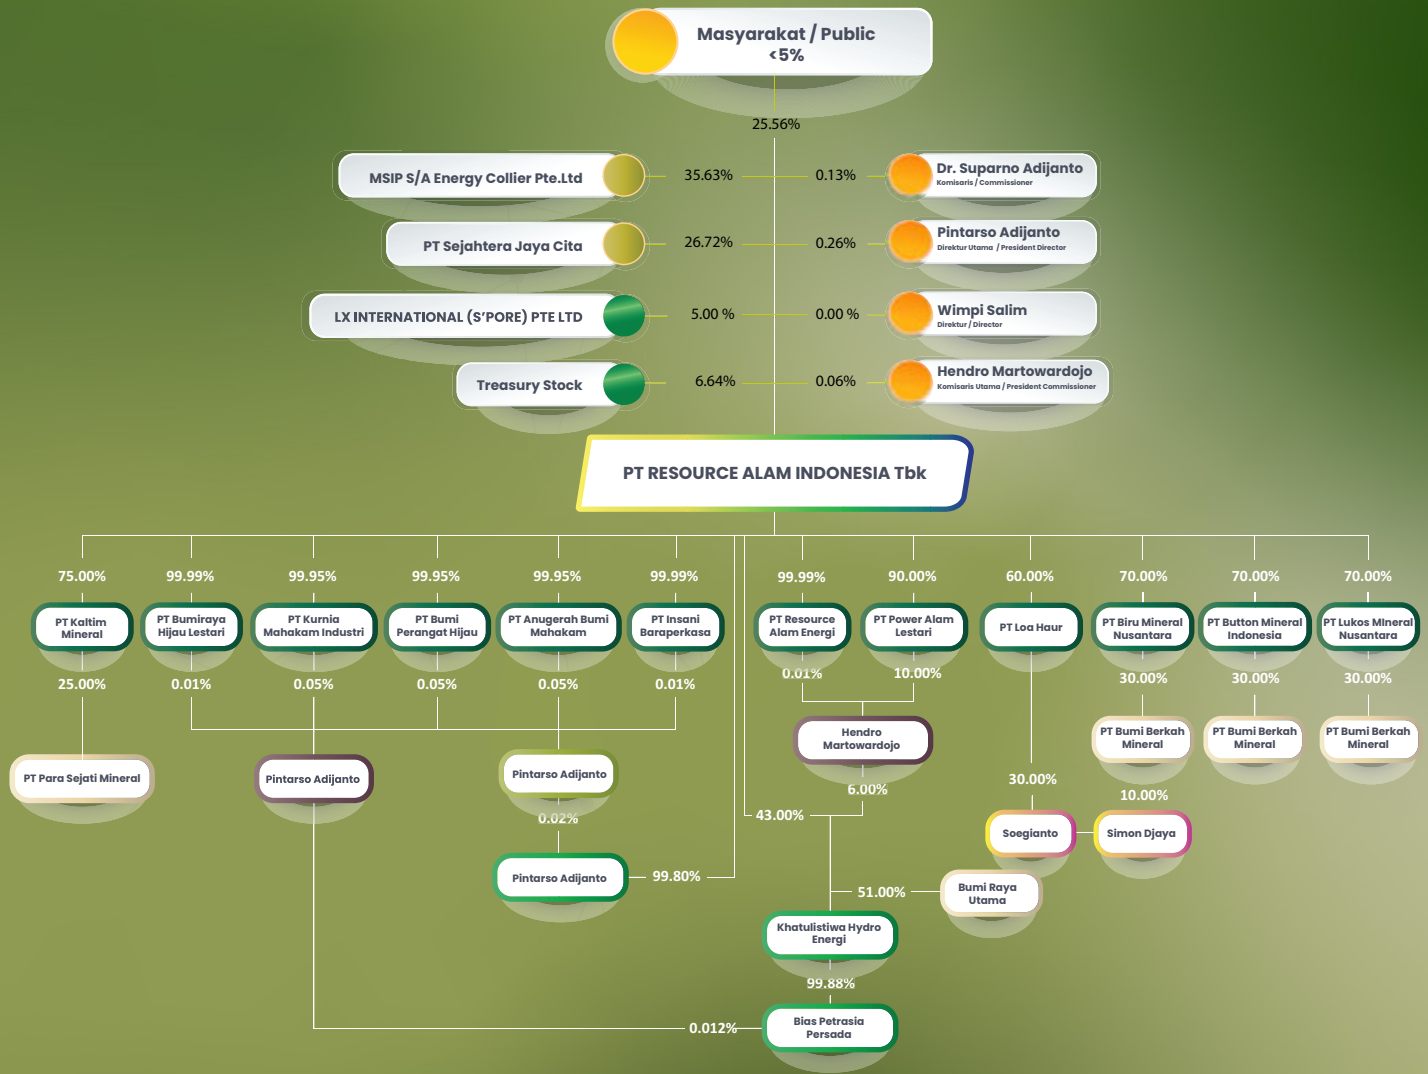 Masyarakat / Public
<5%
25.56%
MSIP S/A Energy Collier Pte.Ltd
35.63%
0.13%
Dr. Suparno Adijanto
Komisaris / Commissioner
PT Sejahtera Jaya Cita
26.72%
0.26%
Pintarso Adijanto
Direktur Utama / President Director
LX INTERNATIONAL (S'PORE) PTE LTD
5.00 %
0.00 %
Wimpi Salim
Direktur / Director
Treasury Stock
6.64%
0.06%
Hendro Martowardojo
Komisaris Utama / President Commissioner
PT RESOURCE ALAM INDONESIA Tbk
75.00%
99.99%
99.95%
99.95%
99.95%
99.99%
99.99%
90.00%
60.00%
70.00%
70.00%
70.00%
PT Kaltim
Mineral
PT Bumiraya
Hijau Lestari
PT Kurnia
Mahakam Industri
PT Bumi
Perangat Hijau
PT Anugerah Bumi
Mahakam
PT Insani
Baraperkasa
PT Resource
Alam Energi
PT Power Alam
Lestari
PT Loa Haur
PT Biru Mineral
Nusantara
PT Button Mineral
Indonesia
PT Lukos MIneral
Nusantara
25.00%
0.01%
0.05%
0.05%
0.05%
0.01%
0.01%
10.00%
30.00%
30.00%
30.00%
Hendro
Martowardojo
PT Bumi Berkah
Mineral
PT Bumi Berkah
Mineral
PT Bumi Berkah
Mineral
PT Para Sejati Mineral
Pintarso Adijanto
Pintarso Adijanto
6.00%
30.00%
10.00%
0.02%
43.00%
Soegianto
Simon Djaya
Pintarso Adijanto
99.80%
51.00%
Bumi Raya
Utama
Khatulistiwa Hydro
Energi
99.88%
0.012%
Bias Petrasia
Persada